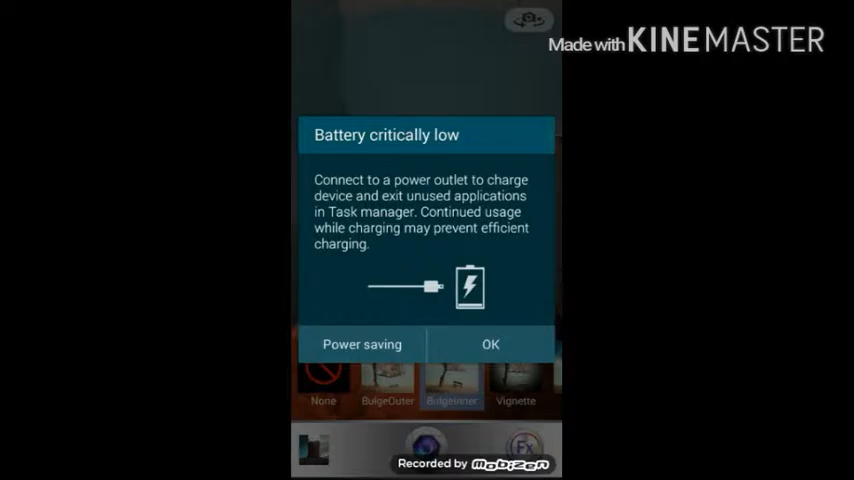 Made with KINEMASTER
Battery critically low
Connect to a power outlet to charge
device and exit unused applications
in Task manager. Continued usage
while charging may prevent efficient
charging.
Power saving OK
None BulgeOuter BulgeInner Vignette
Fx
Recorded by mobizen